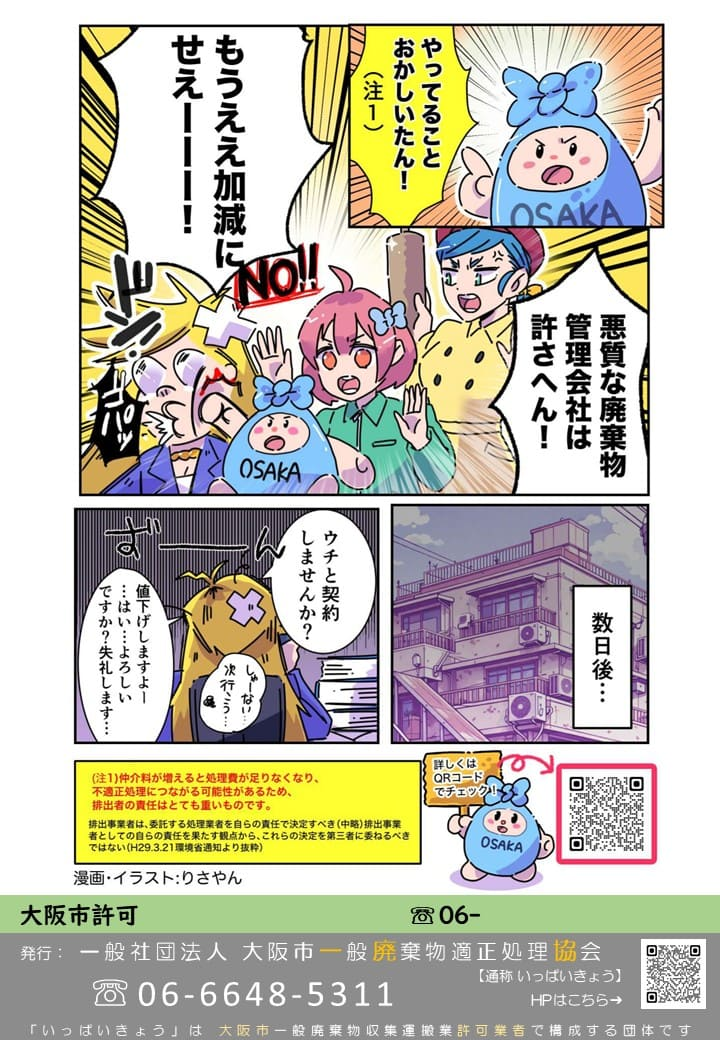 やってること
おかしいたん!
(注1)
OSAKA
もうええ加減に
せえーーー!
NO!!
ドン!
パッ
OSAKA
悪質な廃棄物
管理会社は
許さへん!
数日後…
ウチと契約
しませんか?
ずーーん
しゃーない…
次行こう…
値下げしますよー
…はい…よろしい
ですか?失礼します…
(注1)仲介料が増えると処理費が足りなくなり、
不適正処理につながる可能性があるため、
排出者の責任はとても重いものです。
排出事業者は、委託する処理業者を自らの責任で決定すべき(中略)排出事業
者としての自らの責任を果たす観点から、これらの決定を第三者に委ねるべき
ではない(H29.3.21環境省通知より抜粋)
詳しくは
QRコード
でチェック!
OSAKA
漫画・イラスト:りさやん
大阪市許可
☎06-
発行: 一般社団法人 大阪市一般廃棄物適正処理協会
☎06-6648-5311
【通称 いっぱいきょう】
HPはこちら→
「いっぱいきょう」は 大阪市一般廃棄物収集運搬業許可業者で構成する団体です